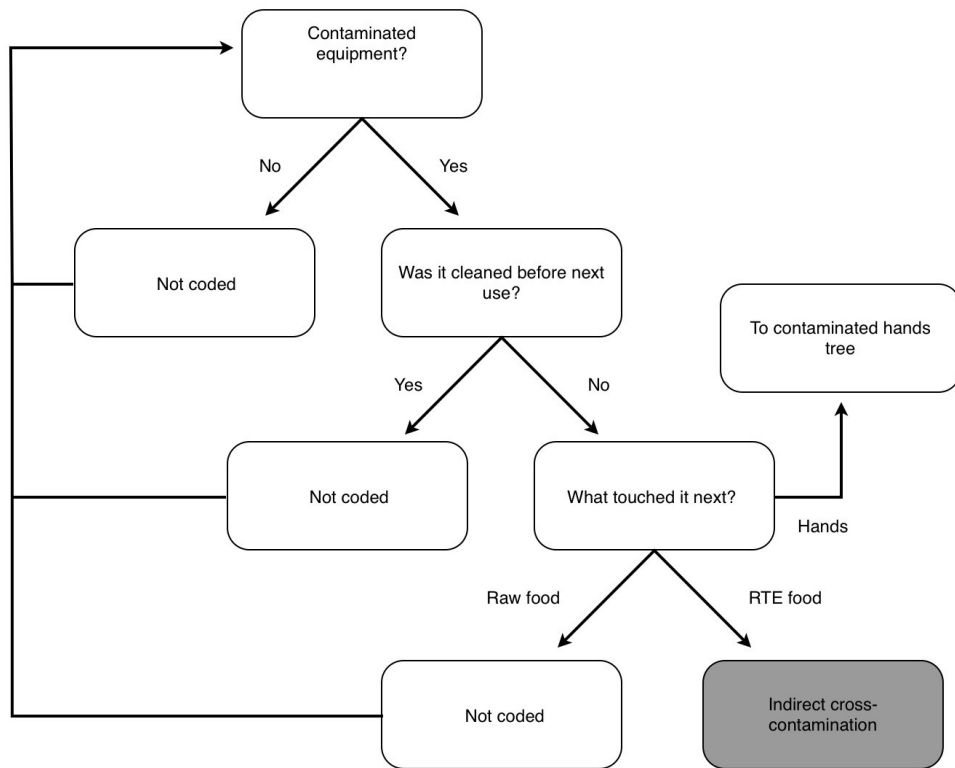 Contaminated
equipment?
No
Yes
Not coded
Was it cleaned before next
use?
To contaminated hands
tree
Yes
No
Not coded
What touched it next?
Hands
Raw food
RTE food
Not coded
Indirect cross-
contamination